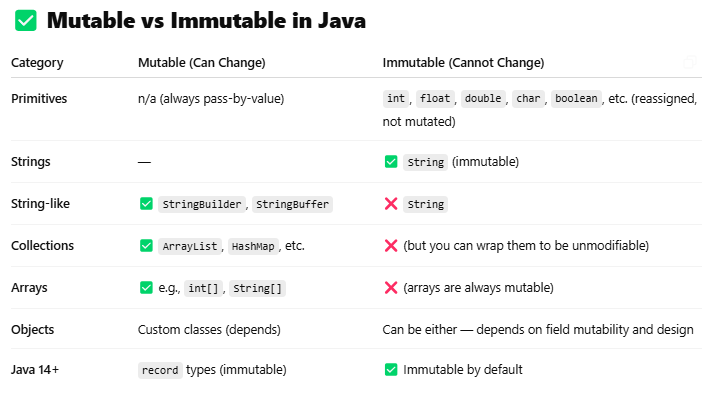 ✅ Mutable vs Immutable in Java
Category Mutable (Can Change) Immutable (Cannot Change)
Primitives n/a (always pass-by-value) int, float, double, char, boolean, etc. (reassigned,
not mutated)
Strings — ✅ String (immutable)
String-like ✅ StringBuilder, StringBuffer ❌ String
Collections ✅ ArrayList, HashMap, etc. ❌ (but you can wrap them to be unmodifiable)
Arrays ✅ e.g., int[], String[] ❌ (arrays are always mutable)
Objects Custom classes (depends) Can be either — depends on field mutability and design
Java 14+ record types (immutable) ✅ Immutable by default